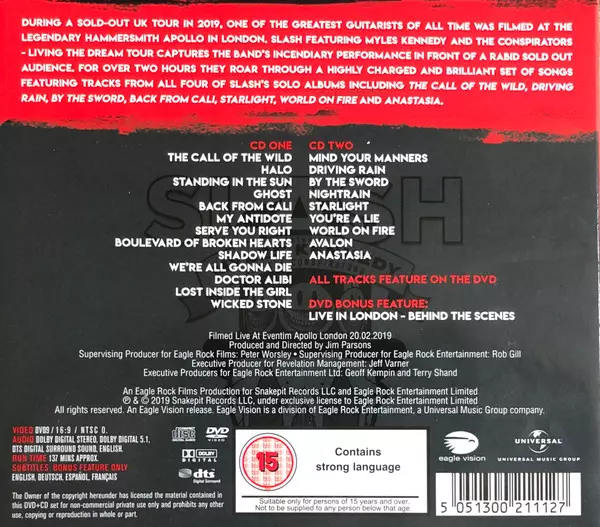 DURING A SOLD-OUT UK TOUR IN 2019, ONE OF THE GREATEST GUITARISTS OF ALL TIME WAS FILMED AT THE
LEGENDARY HAMMERSMITH APOLLO IN LONDON. SLASH FEATURING MYLES KENNEDY AND THE CONSPIRATORS
- LIVING THE DREAM TOUR CAPTURES THE BAND'S INCENDIARY PERFORMANCE IN FRONT OF A RABID SOLD OUT
AUDIENCE. FOR OVER TWO HOURS THEY ROAR THROUGH A HIGHLY CHARGED AND BRILLIANT SET OF SONGS
FEATURING TRACKS FROM ALL FOUR OF SLASH'S SOLO ALBUMS INCLUDING THE CALL OF THE WILD, DRIVING
RAIN, BY THE SWORD, BACK FROM CALI, STARLIGHT, WORLD ON FIRE AND ANASTASIA.
CD ONE
THE CALL OF THE WILD
HALO
STANDING IN THE SUN
GHOST
BACK FROM CALI
MY ANTIDOTE
SERVE YOU RIGHT
BOULEVARD OF BROKEN HEARTS
SHADOW LIFE
WE'RE ALL GONNA DIE
DOCTOR ALIBI
LOST INSIDE THE GIRL
WICKED STONE
CD TWO
MIND YOUR MANNERS
DRIVING RAIN
BY THE SWORD
NIGHTRAIN
STARLIGHT
YOU'RE A LIE
WORLD ON FIRE
AVALON
ANASTASIA
ALL TRACKS FEATURE ON THE DVD
DVD BONUS FEATURE:
LIVE IN LONDON - BEHIND THE SCENES
SLASH
Filmed Live At Eventim Apollo London 20.02.2019
Produced and Directed by Jim Parsons
Supervising Producer for Eagle Rock Films: Peter Worsley • Supervising Producer for Eagle Rock Entertainment: Rob Gill
Executive Producer for Revelation Management: Jeff Varner
Executive Producers for Eagle Rock Entertainment Ltd: Geoff Kempin and Terry Shand
An Eagle Rock Films Production for Snakepit Records LLC and Eagle Rock Entertainment Limited
℗ & © 2019 Snakepit Records LLC, under exclusive license to Eagle Rock Entertainment Limited
All rights reserved. An Eagle Vision release. Eagle Vision is a division of Eagle Rock Entertainment, a Universal Music Group company.
VIDEO DVD9 / 16:9 / NTSC 0.
AUDIO DOLBY DIGITAL STEREO, DOLBY DIGITAL 5.1,
DTS DIGITAL SURROUND SOUND, ENGLISH.
RUN TIME 137 MINS APPROX.
SUBTITLES: BONUS FEATURE ONLY
ENGLISH, DEUTSCH, ESPAÑOL, FRANÇAIS
The Owner of the copyright hereunder has licensed the material contained in
this DVD+CD set for non-commercial private use only and prohibits any other
use, copying or reproduction in whole or part.
COMPACT
disc
DVD
VIDEO
DOLBY
DIGITAL
dts
Digital Surround
15
Contains
strong language
Suitable only for persons of 15 years and over.
Not to be supplied to any person below that age.
eagle vision
UNIVERSAL
UNIVERSAL MUSIC GROUP
5 051300 211127